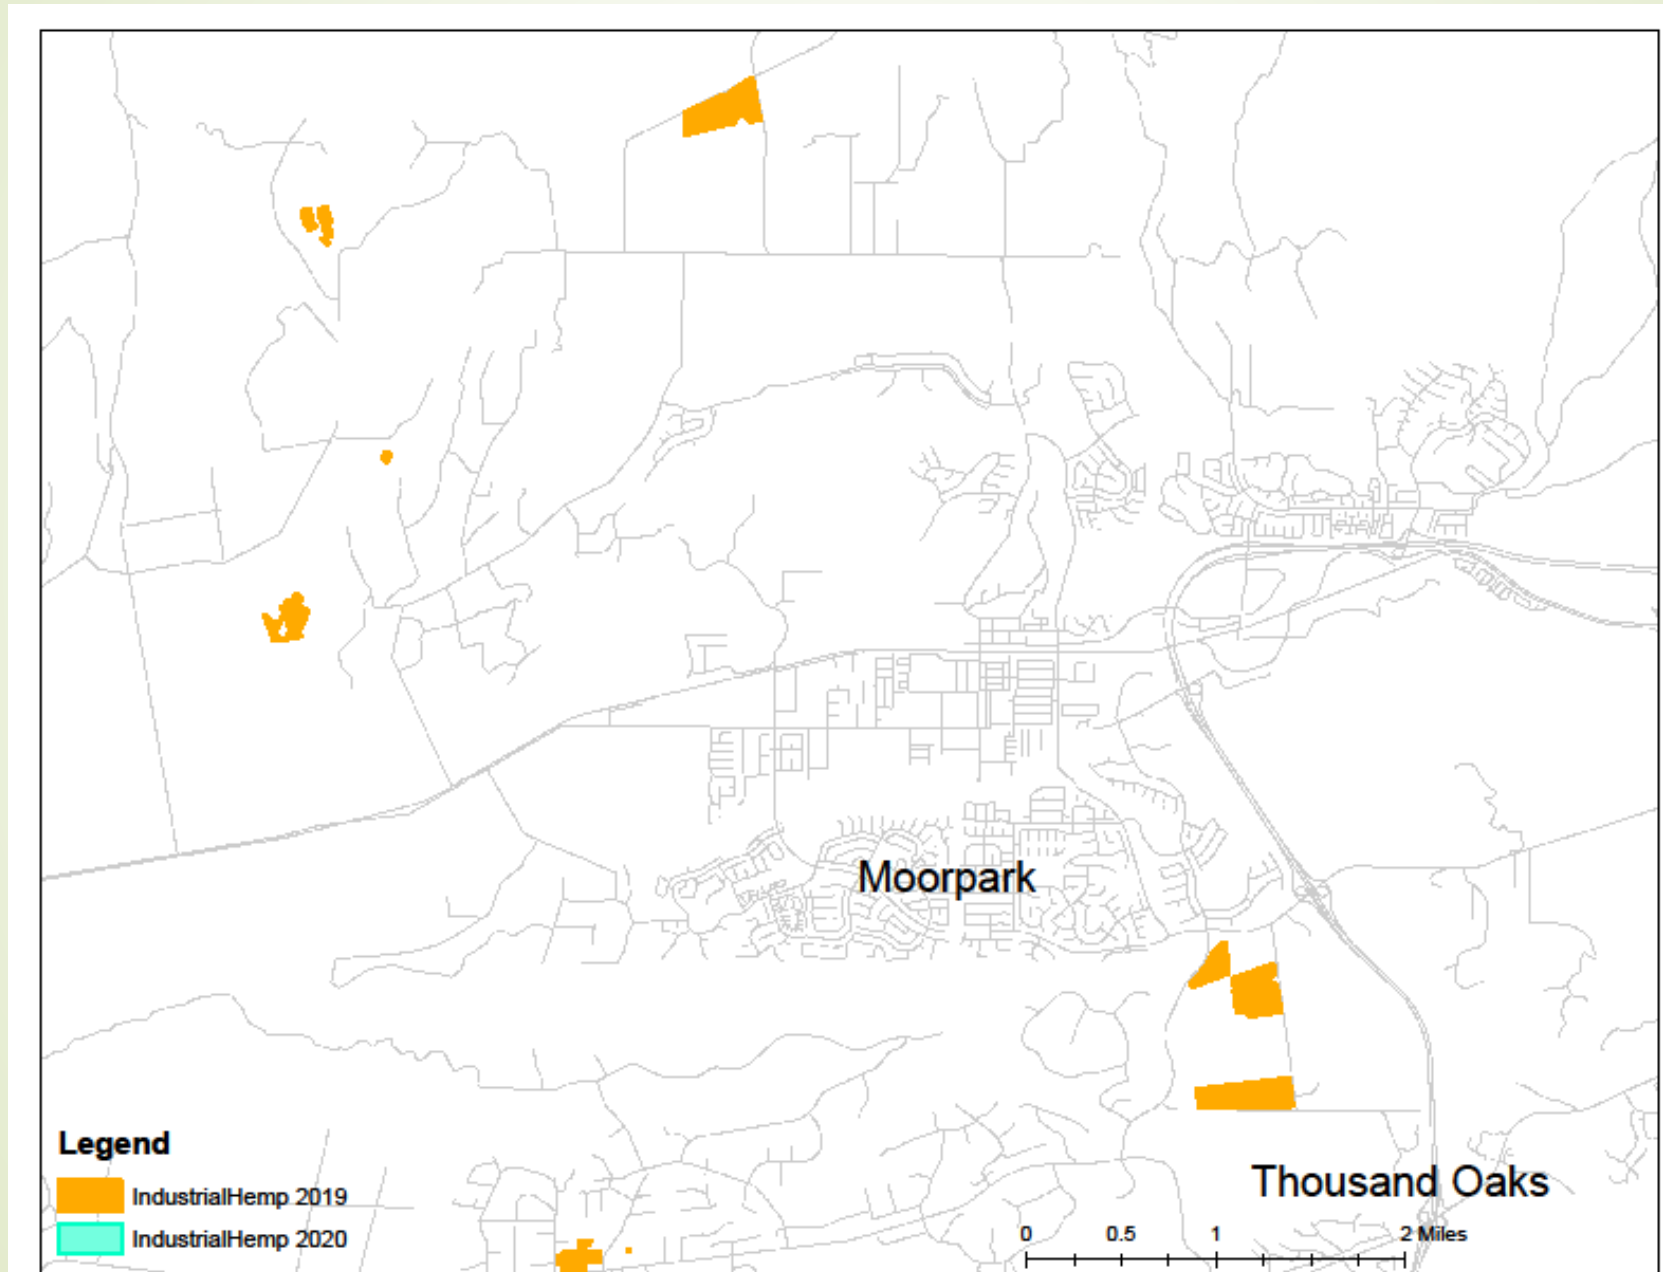 Moorpark
Legend
IndustrialHemp 2019
IndustrialHemp 2020
Thousand Oaks
0 0.5 1 2 Miles